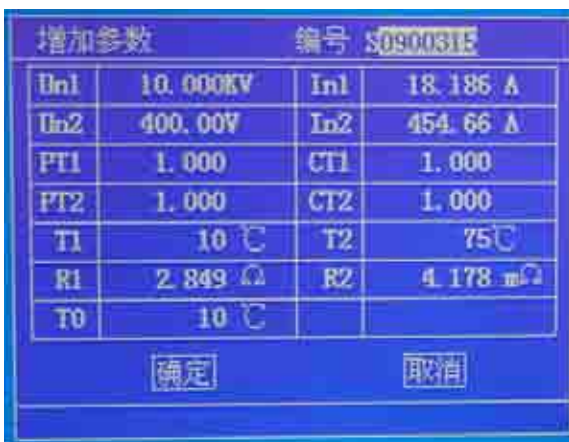 增加参数 编号 S0900315
Un1 10.000KV In1 18.186 A
Un2 400.00V In2 454.66 A
PT1 1.000 CT1 1.000
PT2 1.000 CT2 1.000
T1 10 ℃ T2 75℃
R1 2.849 Ω R2 4.178 mΩ
T0 10 ℃
确定 取消